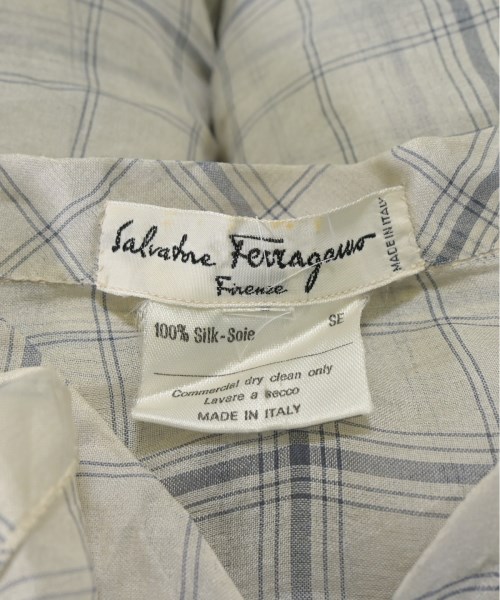 Salvatore Ferragamo
Firenze
MADE IN ITALY
100% Silk-Soie SE
Commercial dry clean only
Lavare a secco
MADE IN ITALY